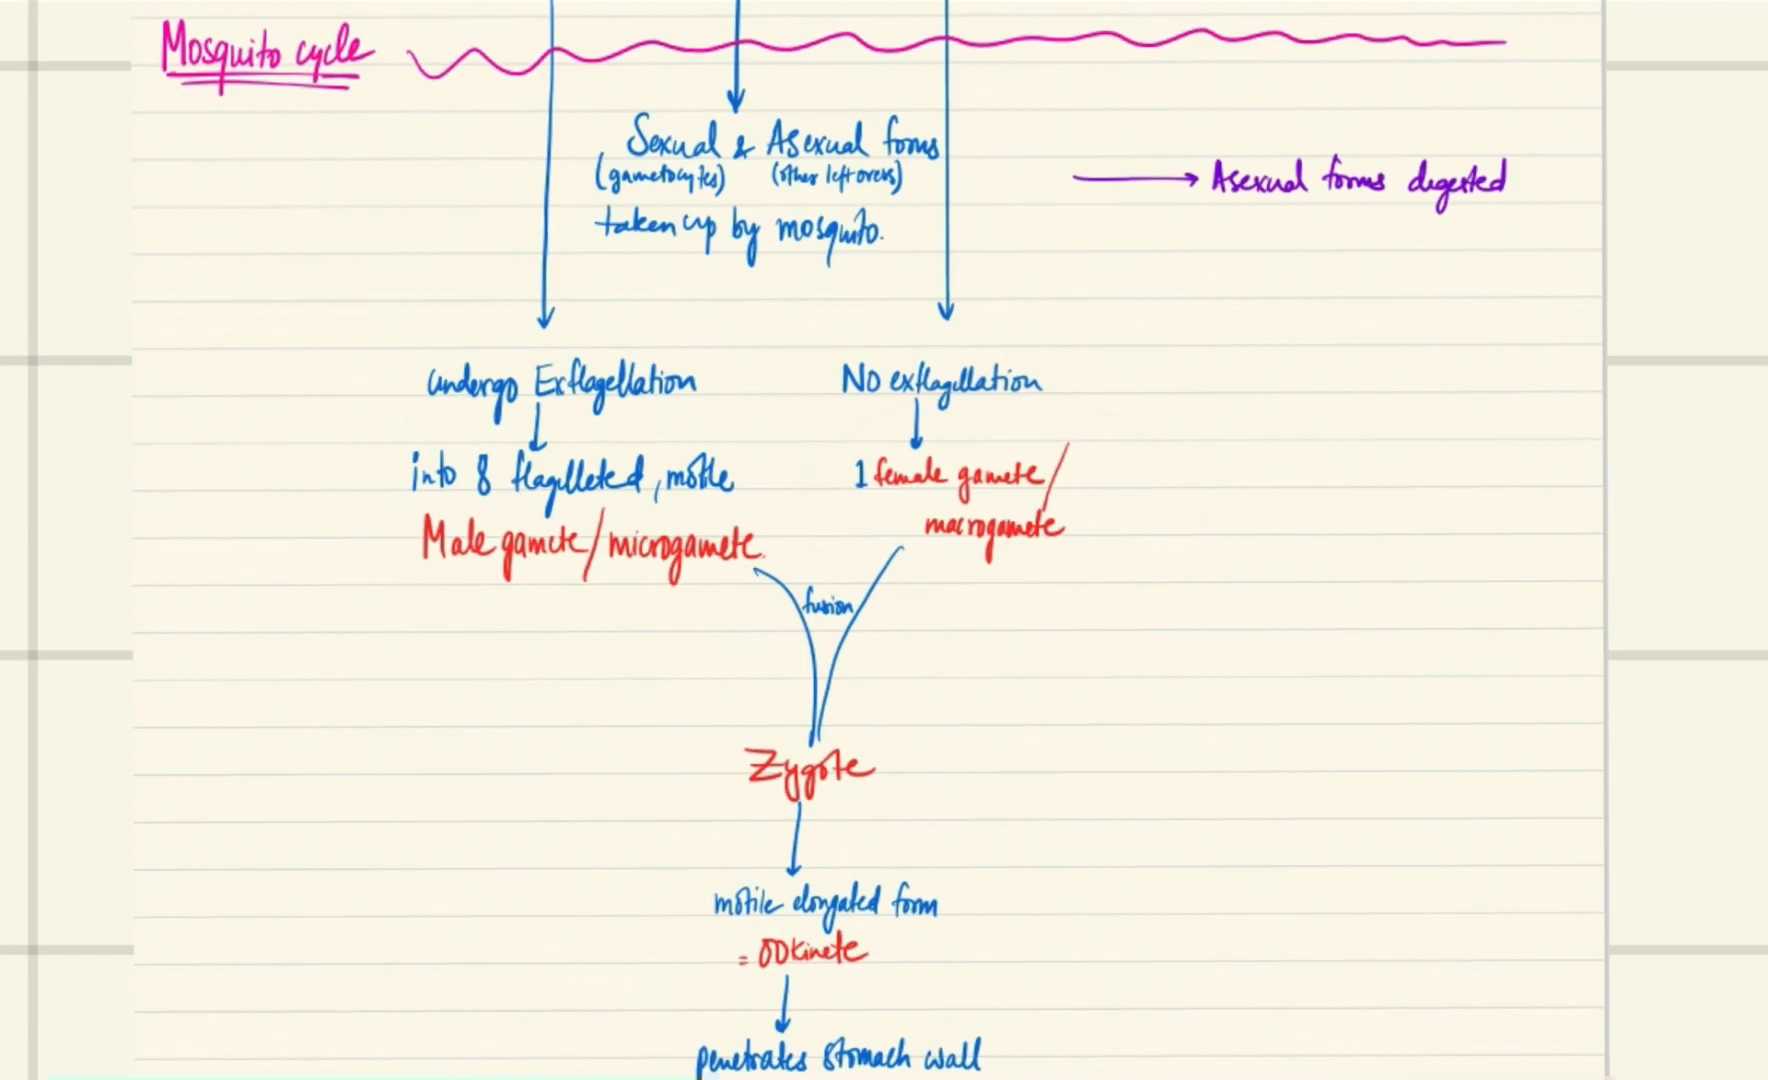 Mosquito cycle
Sexual & Asexual forms
(gametocytes) (other leftovers)
taken up by mosquito.
→ Asexual forms digested
undergo Exflagellation
No exflagellation
into 8 flagelleted, motile
Male gamete/microgamete.
1 female gamete/
macrogamete
fusion
Zygote
motile elongated form
= OOkinete
penetrates stomach wall